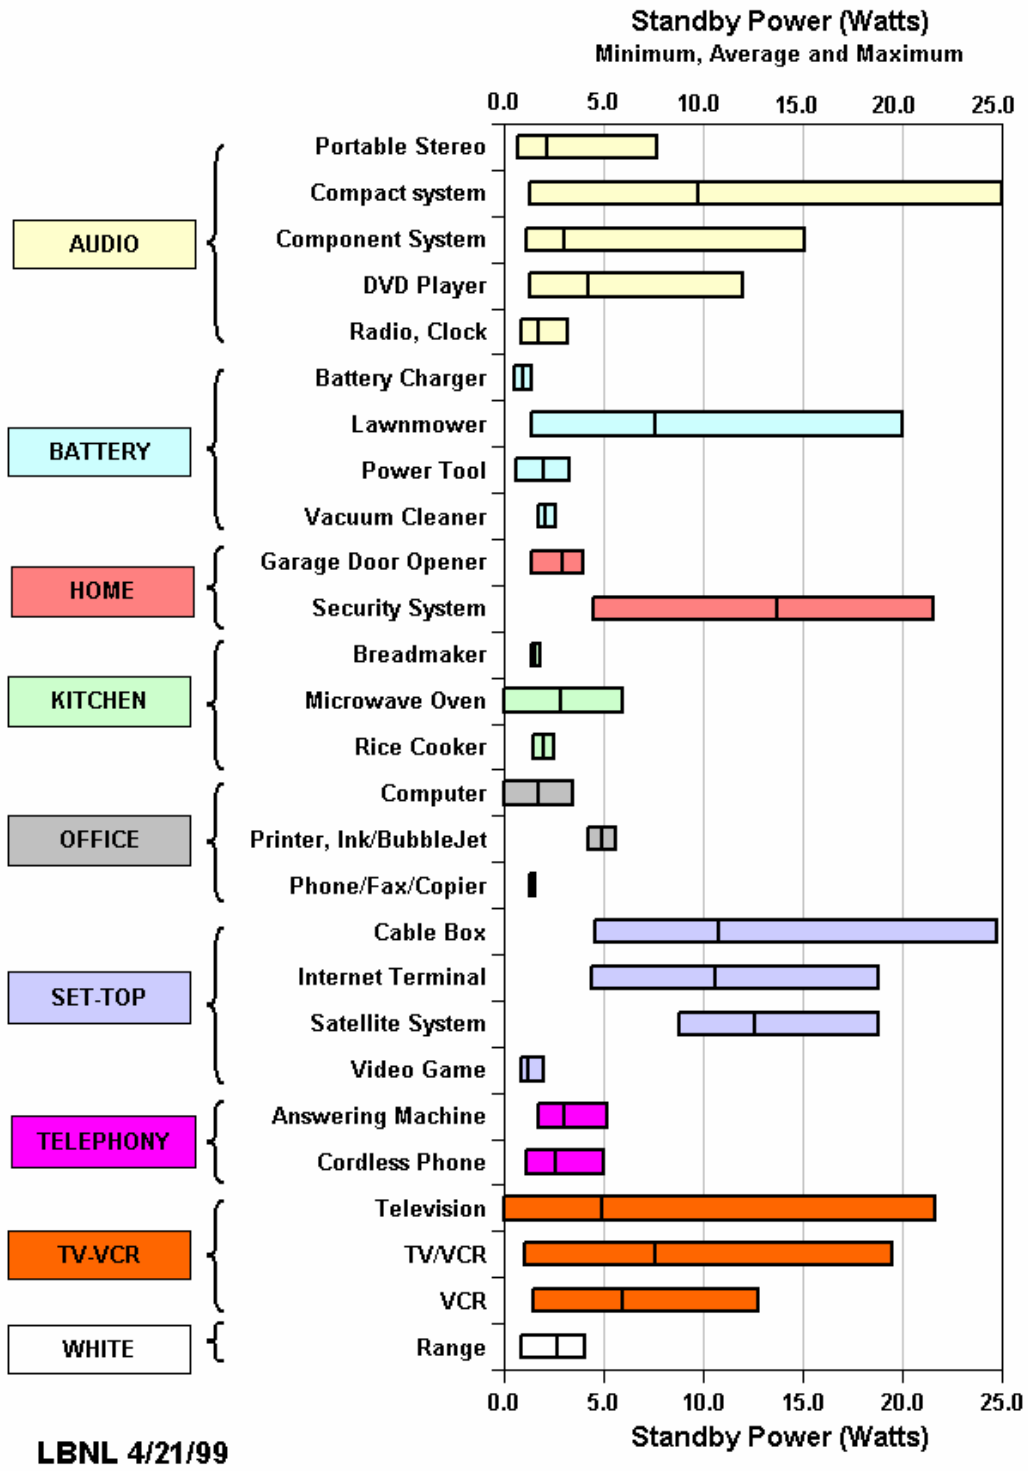 Standby Power (Watts)
Minimum, Average and Maximum
0.0 5.0 10.0 15.0 20.0 25.0
Portable Stereo
Compact system
Component System
DVD Player
Radio, Clock
AUDIO
Battery Charger
Lawnmower
Power Tool
Vacuum Cleaner
BATTERY
Garage Door Opener
Security System
HOME
Breadmaker
Microwave Oven
Rice Cooker
KITCHEN
Computer
Printer, Ink/BubbleJet
Phone/Fax/Copier
OFFICE
Cable Box
Internet Terminal
Satellite System
Video Game
SET-TOP
Answering Machine
Cordless Phone
TELEPHONY
Television
TV/VCR
VCR
TV-VCR
Range
WHITE
0.0 5.0 10.0 15.0 20.0 25.0
Standby Power (Watts)
LBNL 4/21/99